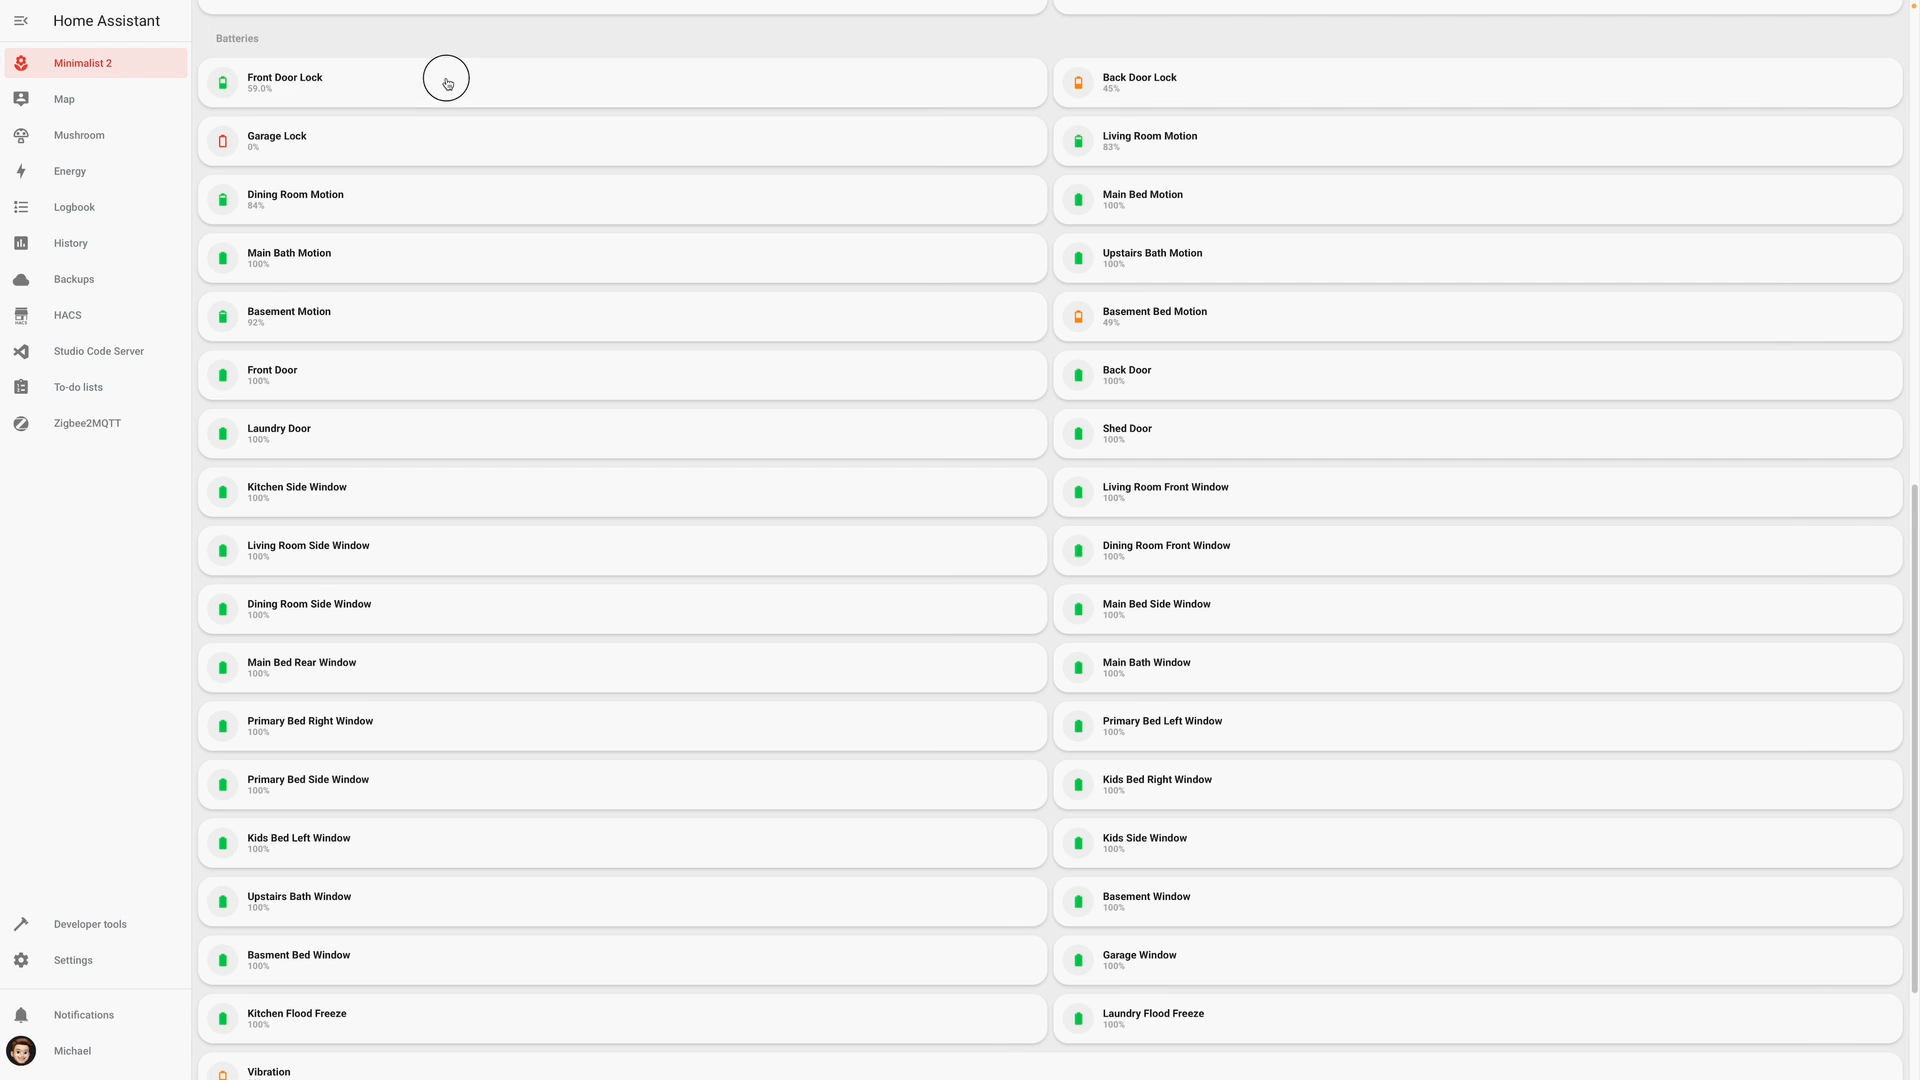 Home Assistant
Minimalist 2
Map
Mushroom
Energy
Logbook
History
Backups
HACS
HACS
Studio Code Server
To-do lists
Zigbee2MQTT
Developer tools
Settings
Notifications
Michael
Batteries
Front Door Lock
59.0%
Back Door Lock
45%
Garage Lock
0%
Living Room Motion
83%
Dining Room Motion
84%
Main Bed Motion
100%
Main Bath Motion
100%
Upstairs Bath Motion
100%
Basement Motion
92%
Basement Bed Motion
49%
Front Door
100%
Back Door
100%
Laundry Door
100%
Shed Door
100%
Kitchen Side Window
100%
Living Room Front Window
100%
Living Room Side Window
100%
Dining Room Front Window
100%
Dining Room Side Window
100%
Main Bed Side Window
100%
Main Bed Rear Window
100%
Main Bath Window
100%
Primary Bed Right Window
100%
Primary Bed Left Window
100%
Primary Bed Side Window
100%
Kids Bed Right Window
100%
Kids Bed Left Window
100%
Kids Side Window
100%
Upstairs Bath Window
100%
Basement Window
100%
Basment Bed Window
100%
Garage Window
100%
Kitchen Flood Freeze
100%
Laundry Flood Freeze
100%
Vibration